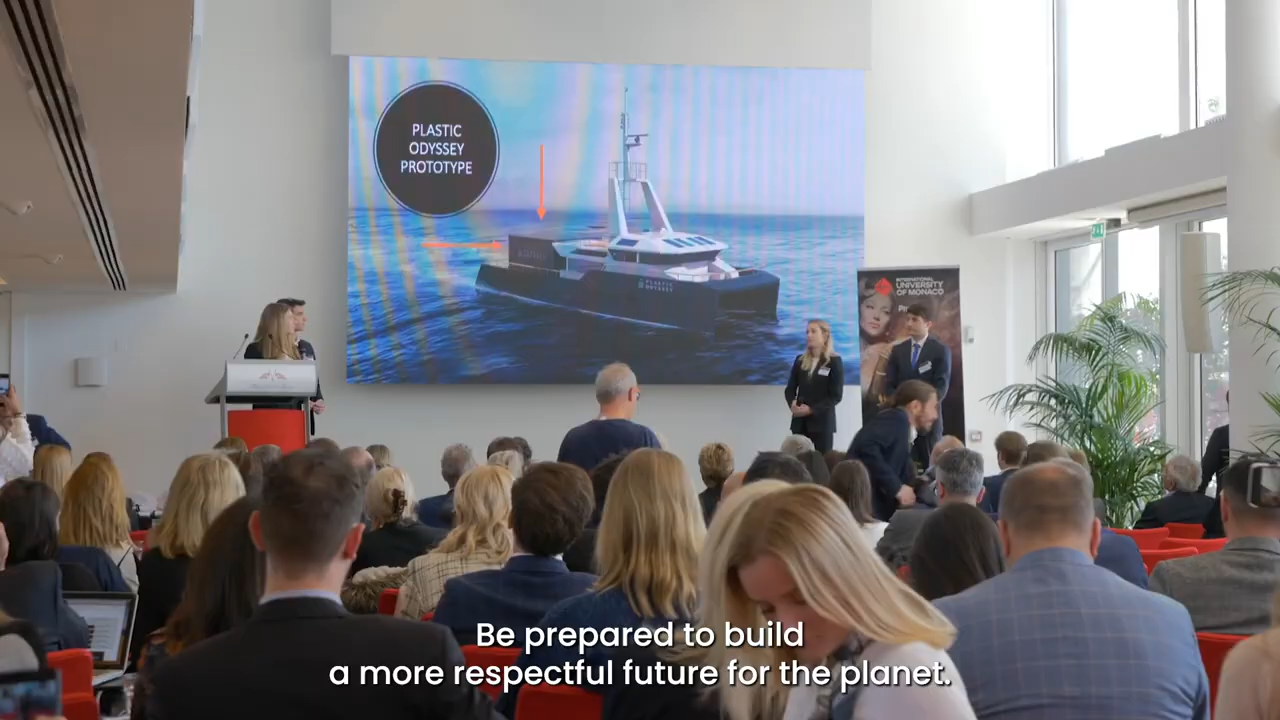 PLASTIC
ODYSSEY
PROTOTYPE
PLASTIC
ODYSSEY
INTERNATIONAL
UNIVERSITY
OF MONACO
Be prepared to build
a more respectful future for the planet.